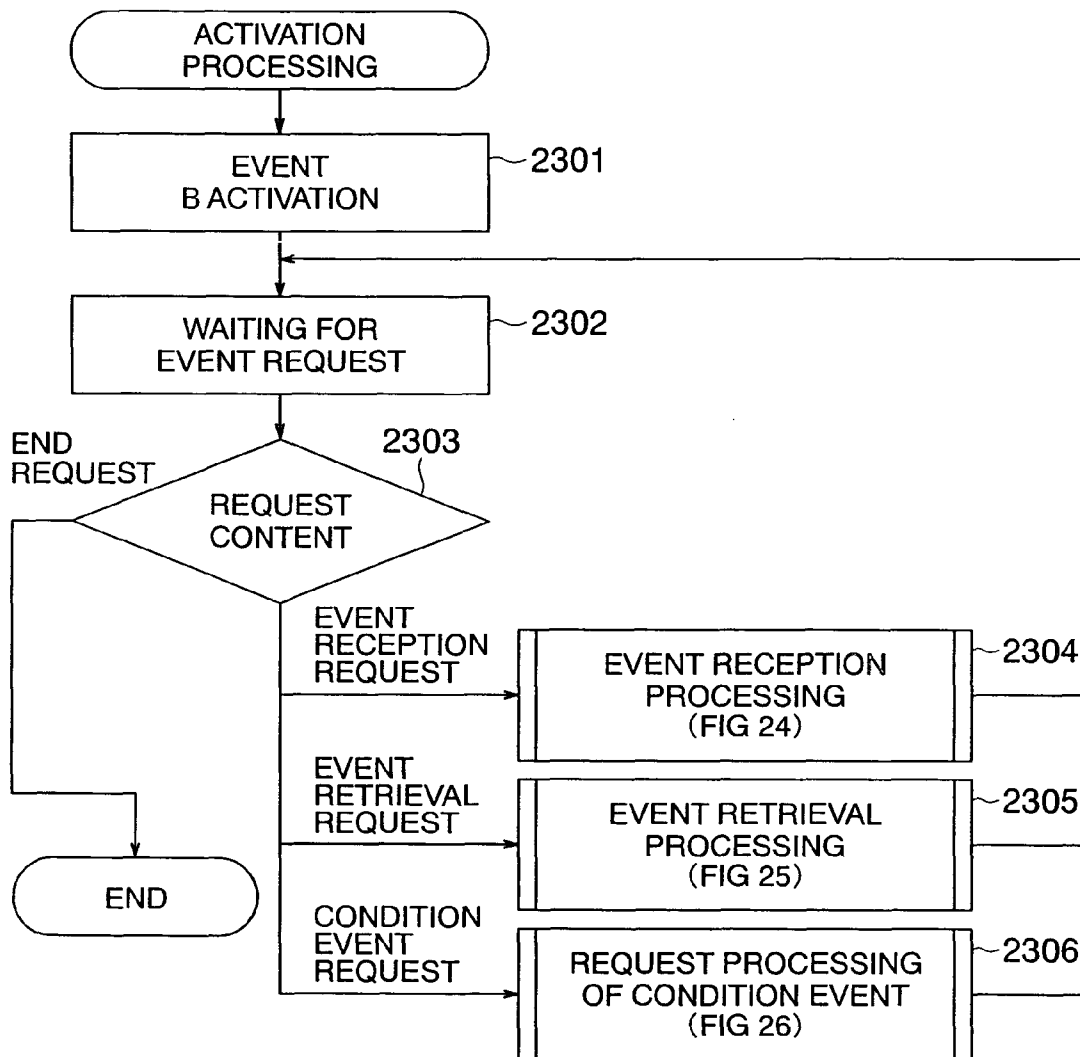 ACTIVATION
PROCESSING
EVENT
B ACTIVATION
2301
WAITING FOR
EVENT REQUEST
2302
END
REQUEST
2303
REQUEST
CONTENT
EVENT
RECEPTION
REQUEST
EVENT RECEPTION
PROCESSING
(FIG 24)
2304
EVENT
RETRIEVAL
REQUEST
EVENT RETRIEVAL
PROCESSING
(FIG 25)
2305
END
CONDITION
EVENT
REQUEST
REQUEST PROCESSING
OF CONDITION EVENT
(FIG 26)
2306